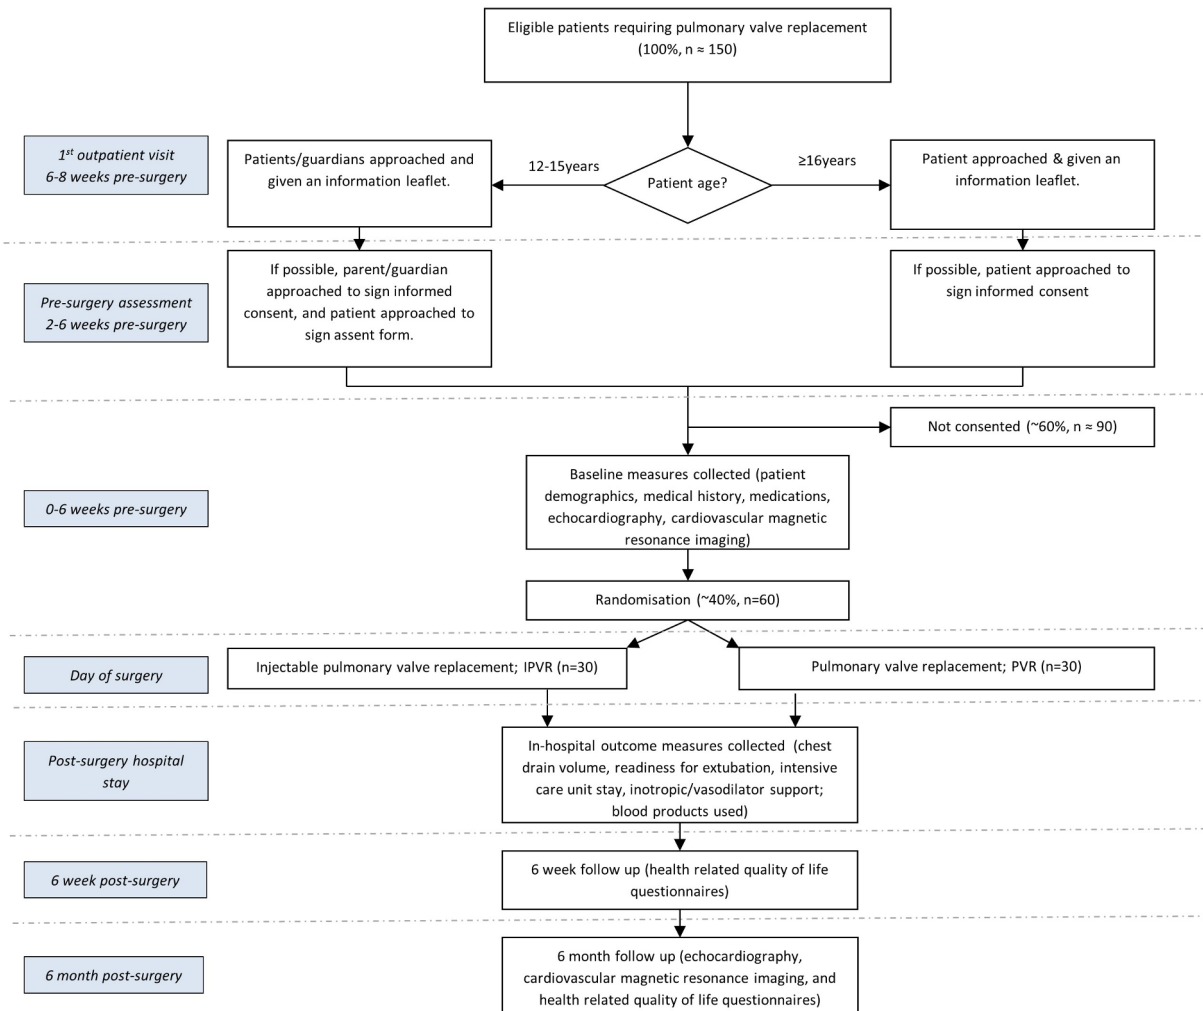 Eligible patients requiring pulmonary valve replacement
(100%, n ≈ 150)
1st outpatient visit
6-8 weeks pre-surgery
Patients/guardians approached and
given an information leaflet.
12-15years
Patient age?
≥16years
Patient approached & given an
information leaflet.
Pre-surgery assessment
2-6 weeks pre-surgery
If possible, parent/guardian
approached to sign informed
consent, and patient approached to
sign assent form.
If possible, patient approached to
sign informed consent
Not consented (~60%, n ≈ 90)
0-6 weeks pre-surgery
Baseline measures collected (patient
demographics, medical history, medications,
echocardiography, cardiovascular magnetic
resonance imaging)
Randomisation (~40%, n=60)
Day of surgery
Injectable pulmonary valve replacement; IPVR (n=30)
Pulmonary valve replacement; PVR (n=30)
Post-surgery hospital
stay
In-hospital outcome measures collected (chest
drain volume, readiness for extubation, intensive
care unit stay, inotropic/vasodilator support;
blood products used)
6 week post-surgery
6 week follow up (health related quality of life
questionnaires)
6 month post-surgery
6 month follow up (echocardiography,
cardiovascular magnetic resonance imaging, and
health related quality of life questionnaires)